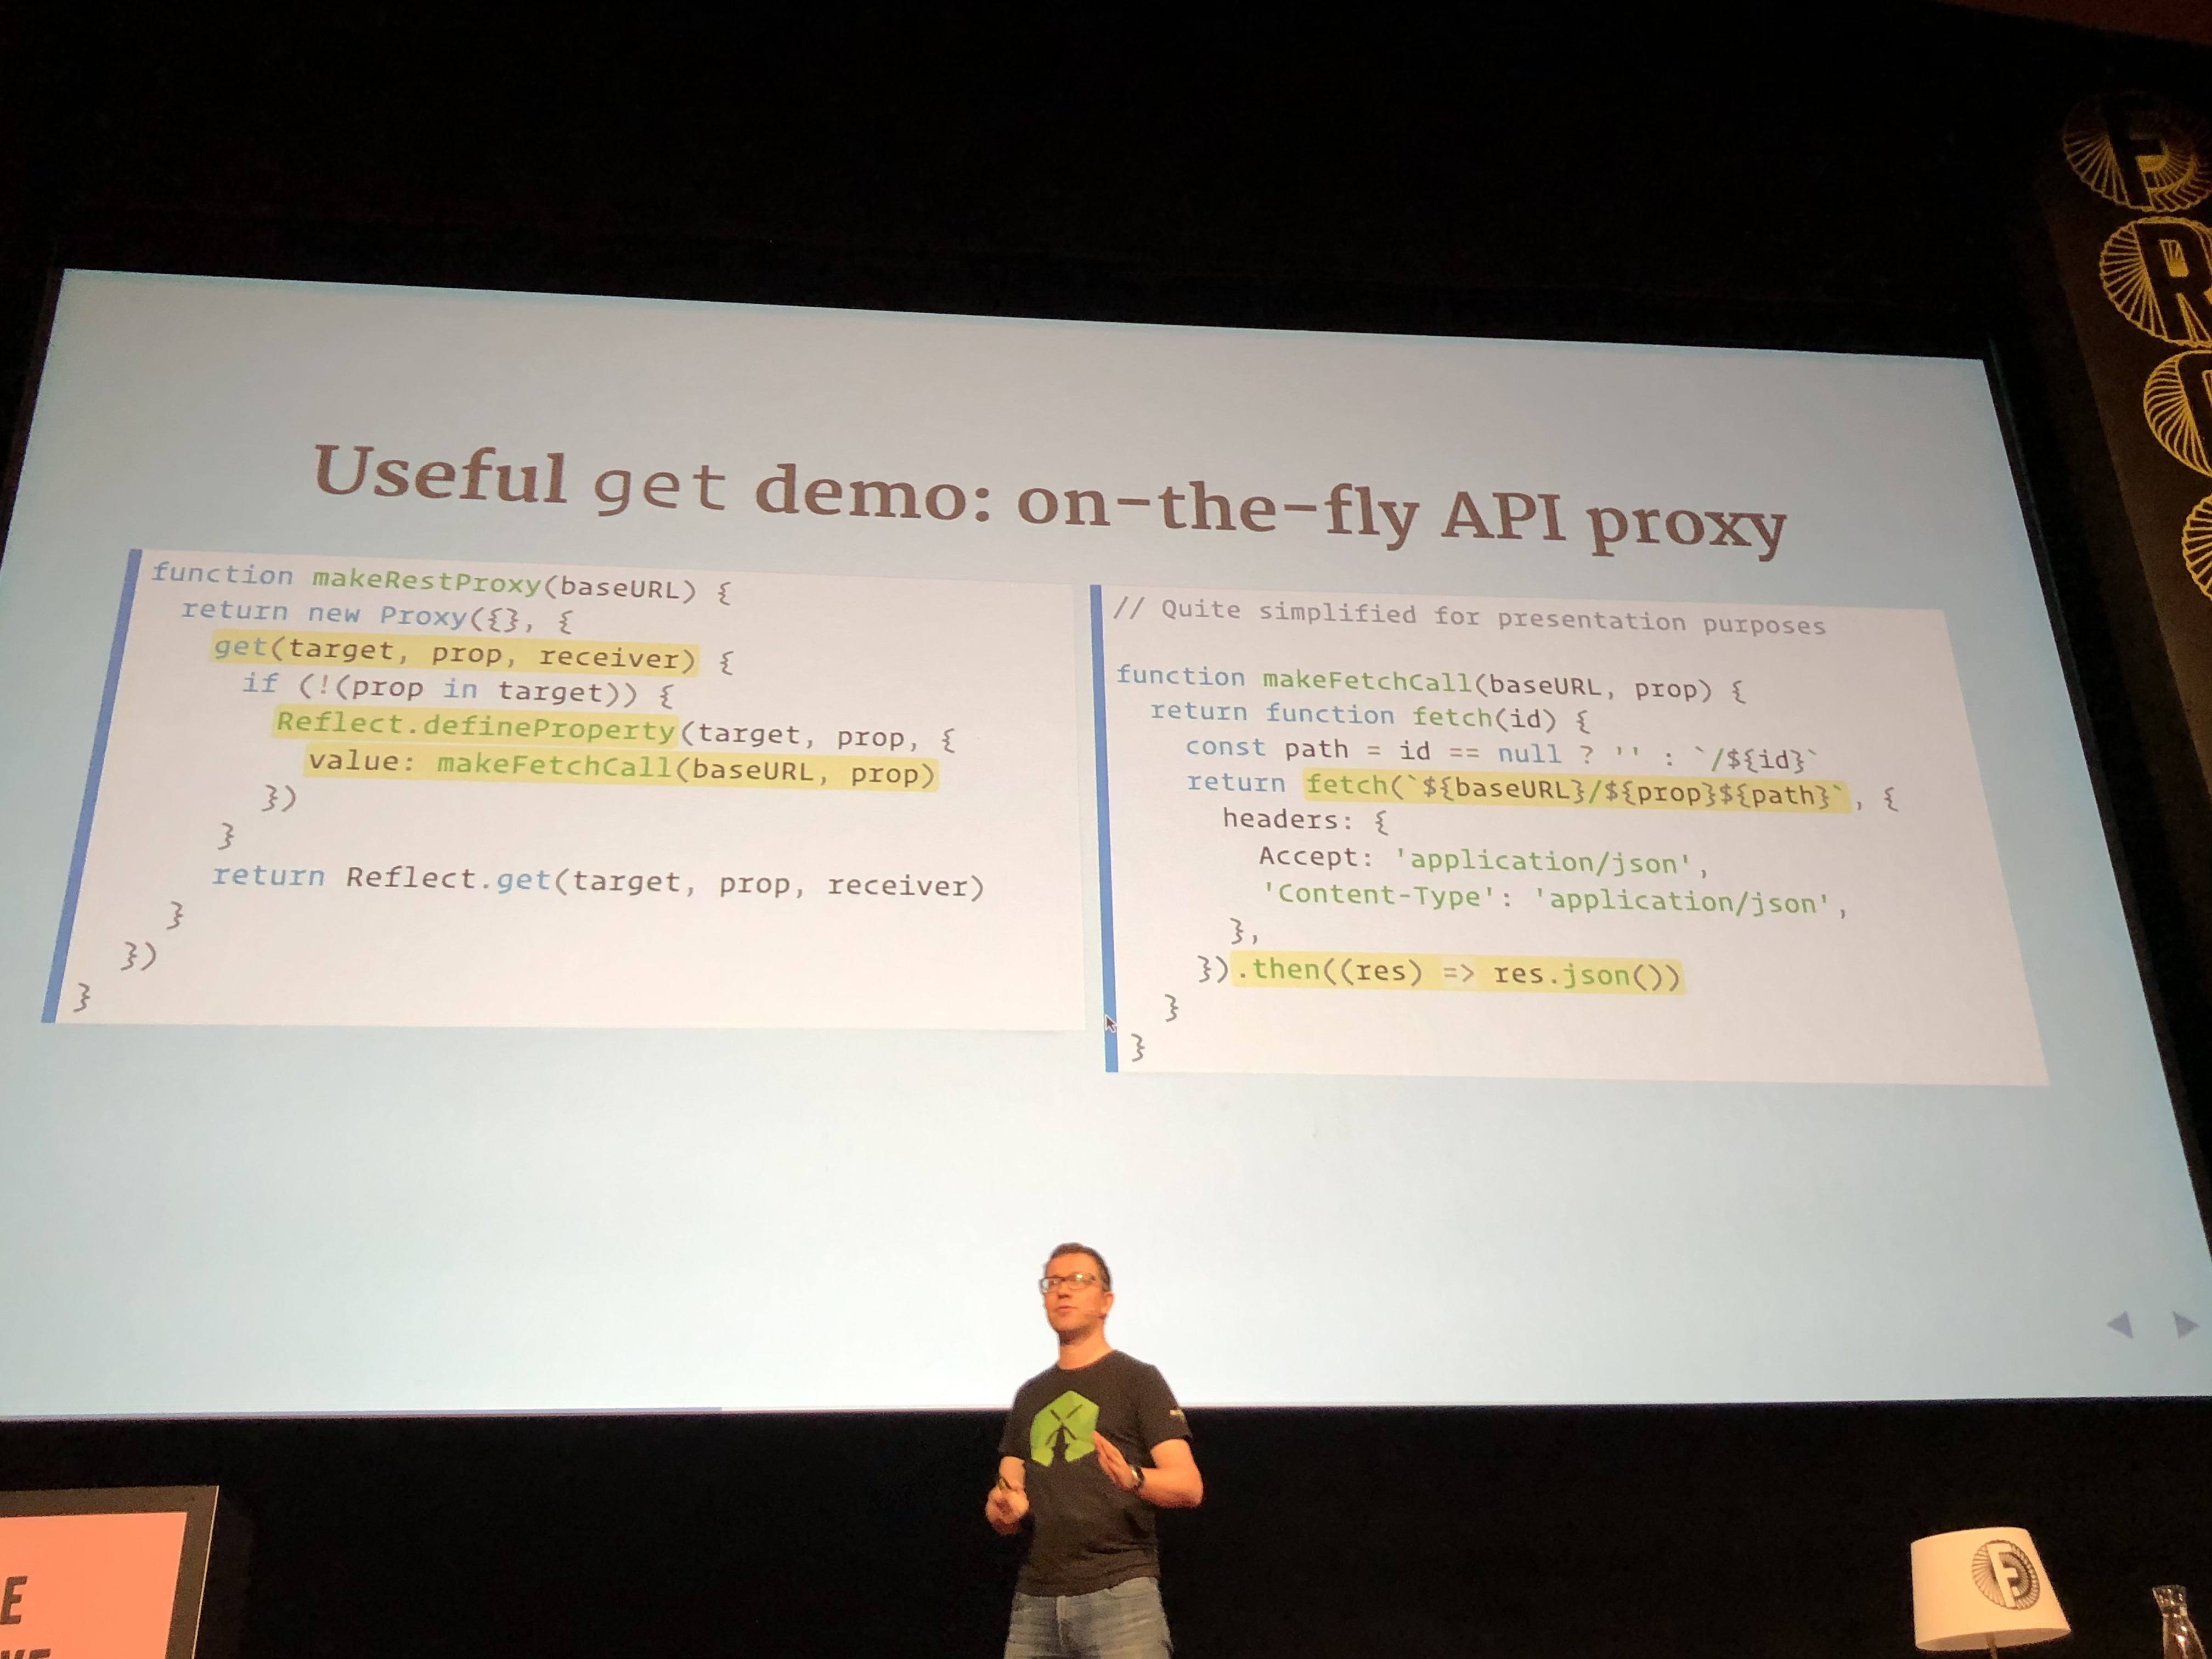 Useful get demo: on-the-fly API proxy
function makeRestProxy(baseURL) {
  return new Proxy({}, {
    get(target, prop, receiver) {
      if (!(prop in target)) {
        Reflect.defineProperty(target, prop, {
          value: makeFetchCall(baseURL, prop)
        })
      }
      return Reflect.get(target, prop, receiver)
    }
  })
}
// Quite simplified for presentation purposes
function makeFetchCall(baseURL, prop) {
  return function fetch(id) {
    const path = id == null ? '' : `/${id}`
    return fetch(`${baseURL}/${prop}${path}`, {
      headers: {
        Accept: 'application/json',
        'Content-Type': 'application/json',
      },
    }).then((res) => res.json())
  }
}
F
R
E
F